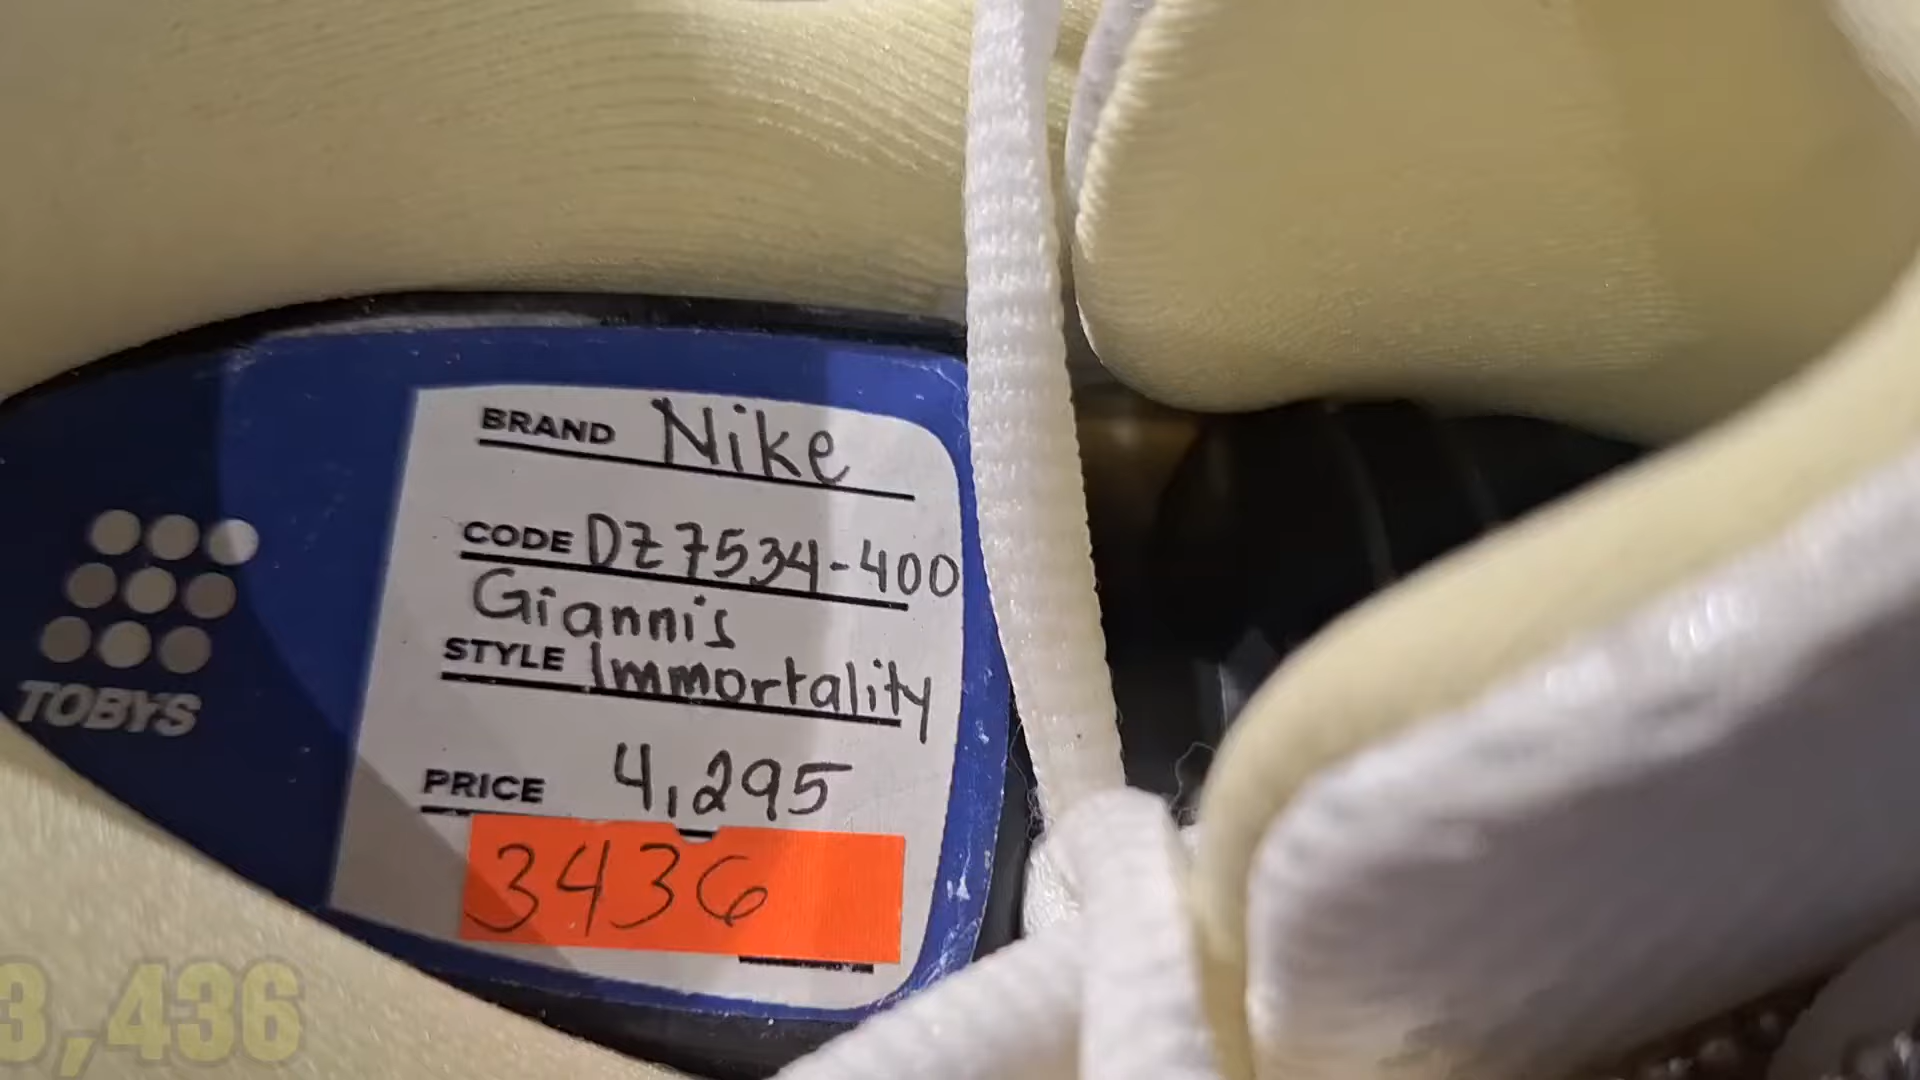 BRAND Nike
CODE DZ7534-400
Giannis
STYLE Immortality
PRICE 4,295
3436
TOBYS
3,436